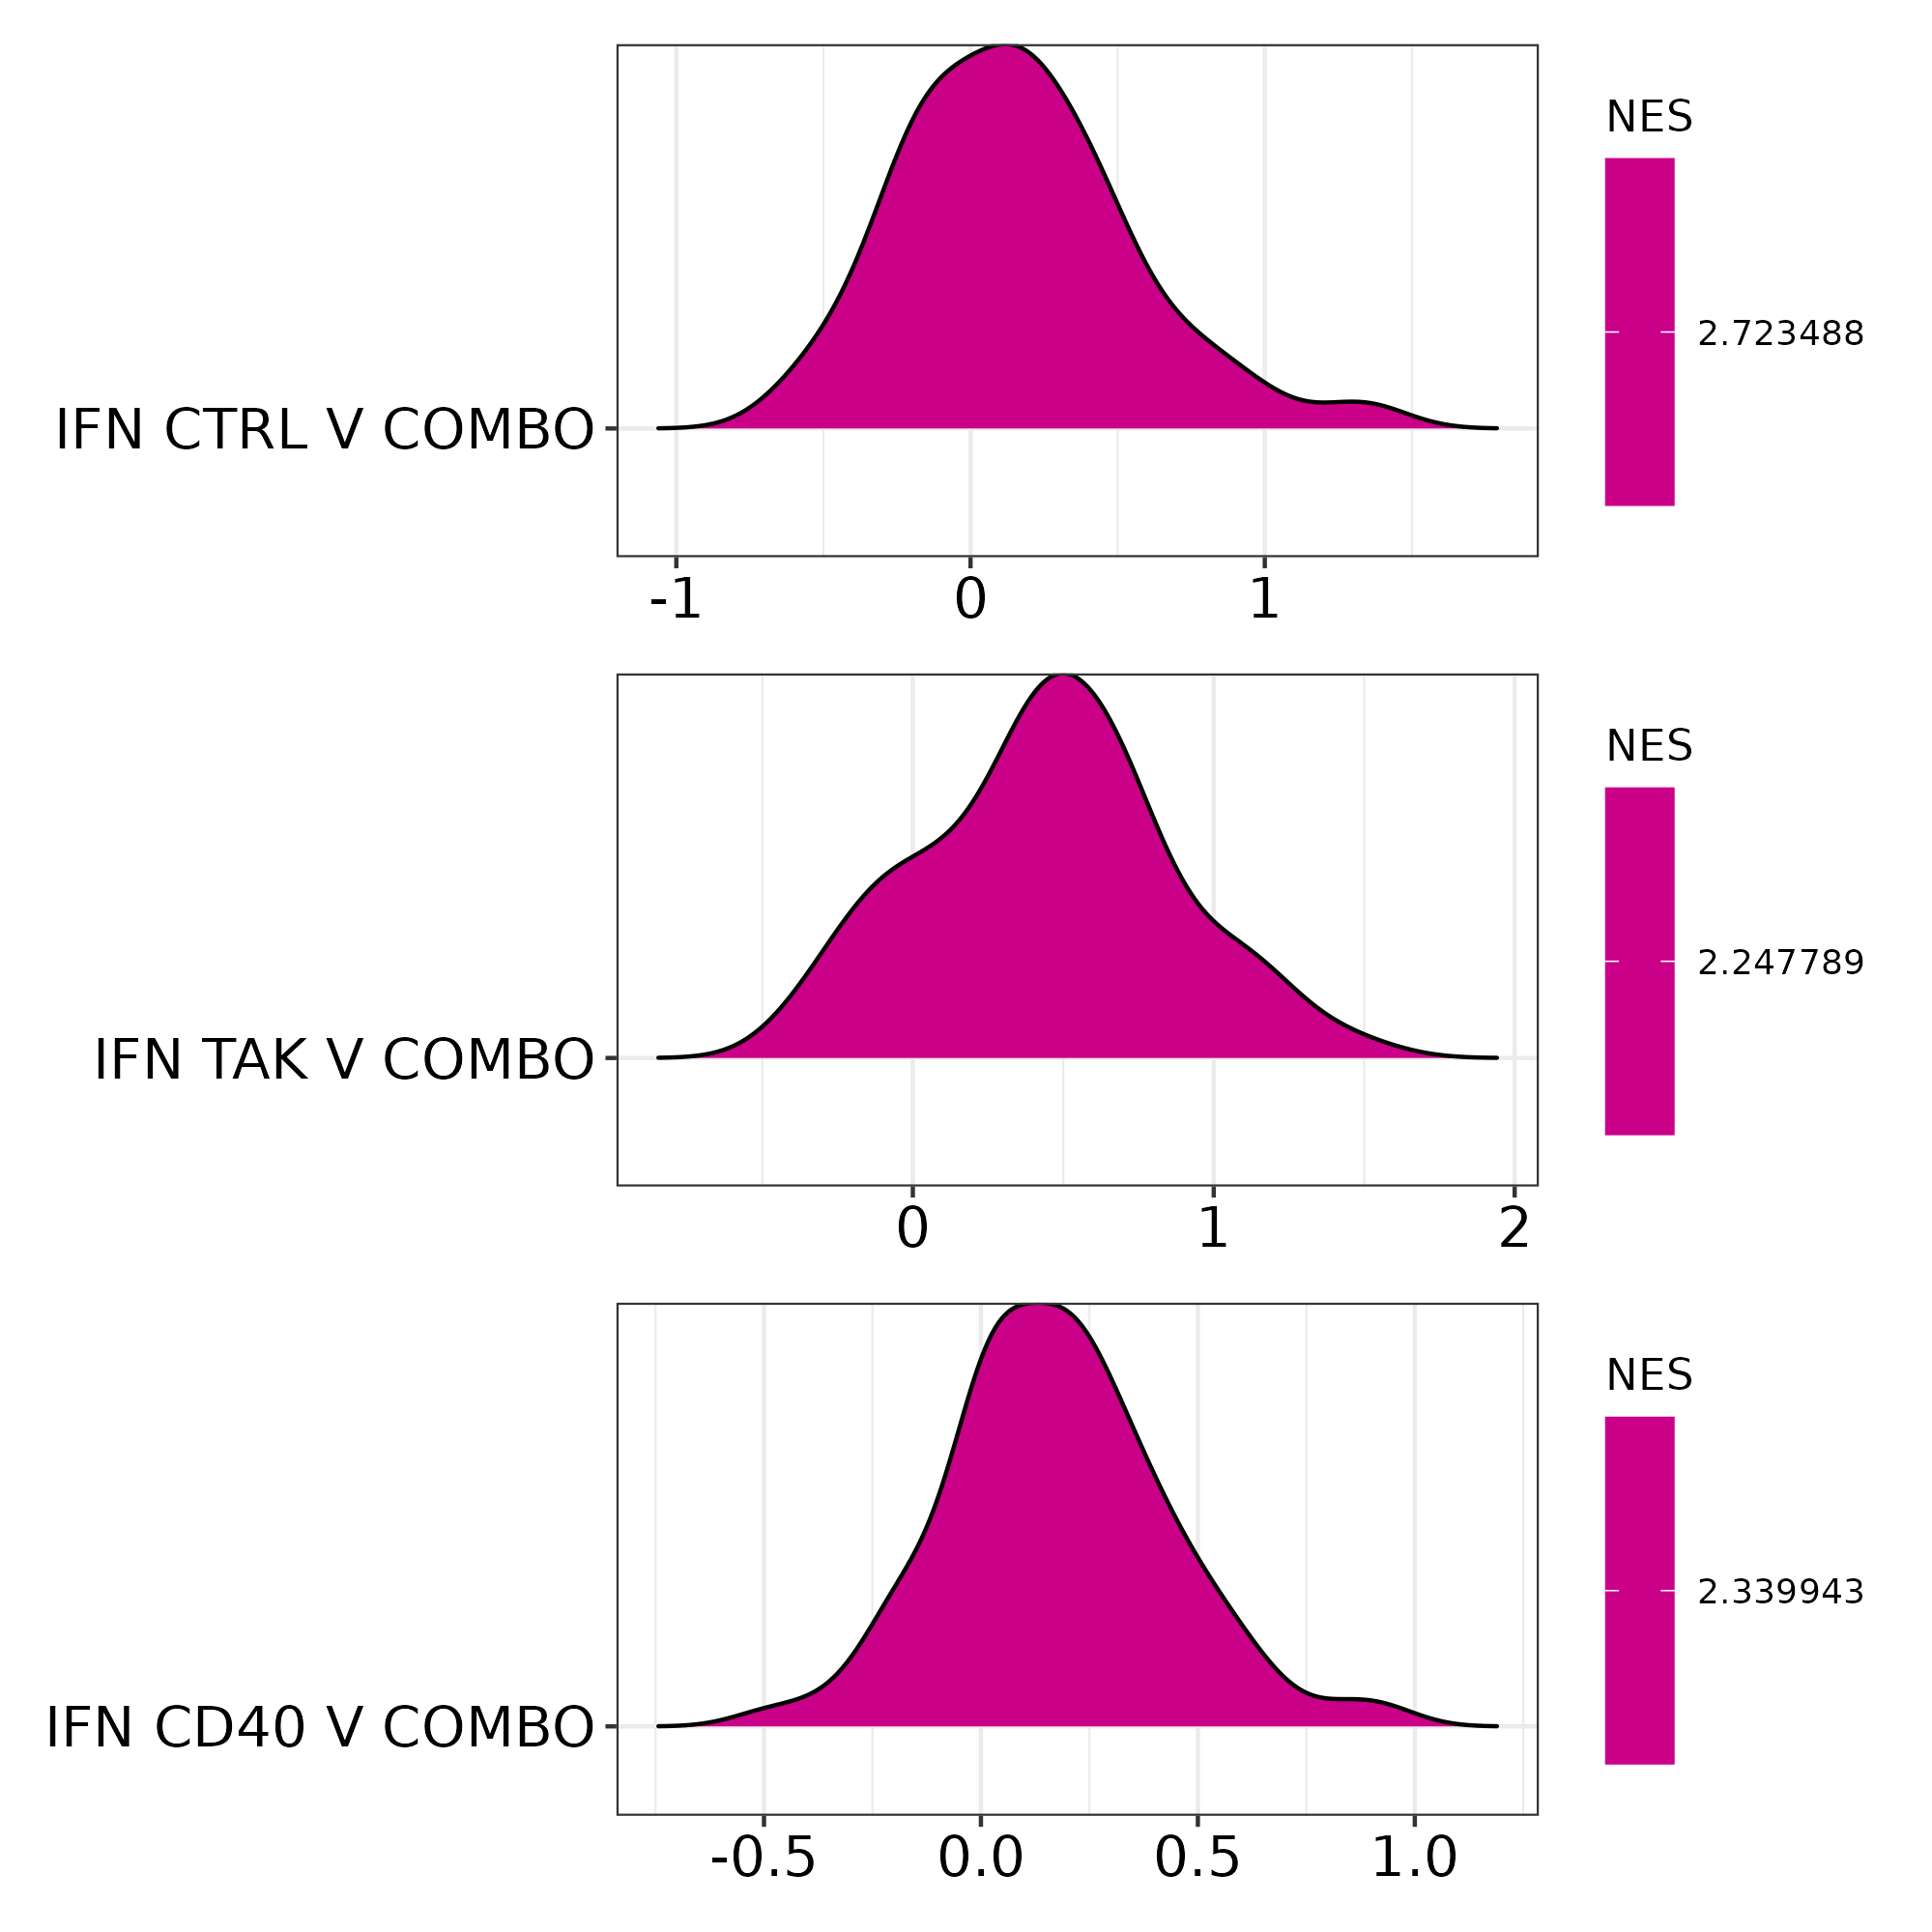 NES
2.723488
IFN CTRL V COMBO
-1 0 1
NES
2.247789
IFN TAK V COMBO
0 1 2
NES
2.339943
IFN CD40 V COMBO
-0.5 0.0 0.5 1.0